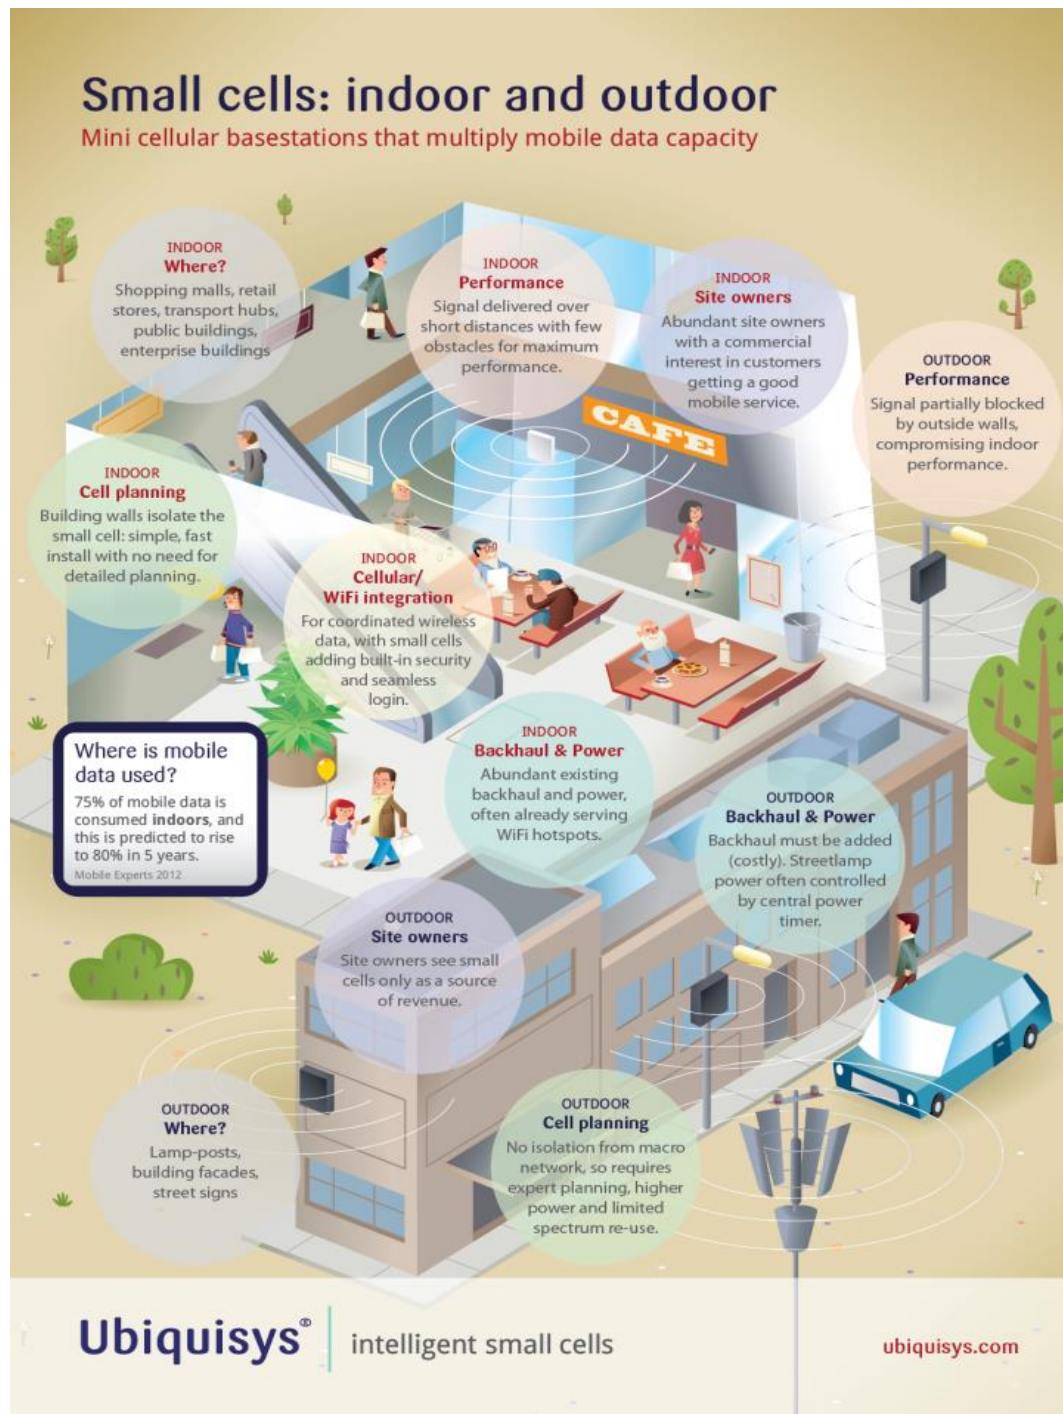 Small cells: indoor and outdoor
Mini cellular basestations that multiply mobile data capacity
INDOOR
Where?
Shopping malls, retail
stores, transport hubs,
public buildings,
enterprise buildings
INDOOR
Performance
Signal delivered over
short distances with few
obstacles for maximum
performance.
INDOOR
Site owners
Abundant site owners
with a commercial
interest in customers
getting a good
mobile service.
OUTDOOR
Performance
Signal partially blocked
by outside walls,
compromising indoor
performance.
CAFE
INDOOR
Cell planning
Building walls isolate the
small cell: simple, fast
install with no need for
detailed planning.
INDOOR
Cellular/
WiFi integration
For coordinated wireless
data, with small cells
adding built-in security
and seamless
login.
INDOOR
Backhaul & Power
Abundant existing
backhaul and power,
often already serving
WiFi hotspots.
Where is mobile
data used?
75% of mobile data is
consumed indoors, and
this is predicted to rise
to 80% in 5 years.
Mobile Experts 2012
OUTDOOR
Backhaul & Power
Backhaul must be added
(costly). Streetlamp
power often controlled
by central power
timer.
OUTDOOR
Site owners
Site owners see small
cells only as a source
of revenue.
OUTDOOR
Where?
Lamp-posts,
building facades,
street signs
OUTDOOR
Cell planning
No isolation from macro
network, so requires
expert planning, higher
power and limited
spectrum re-use.
Ubiquisys®
intelligent small cells
ubiquisys.com